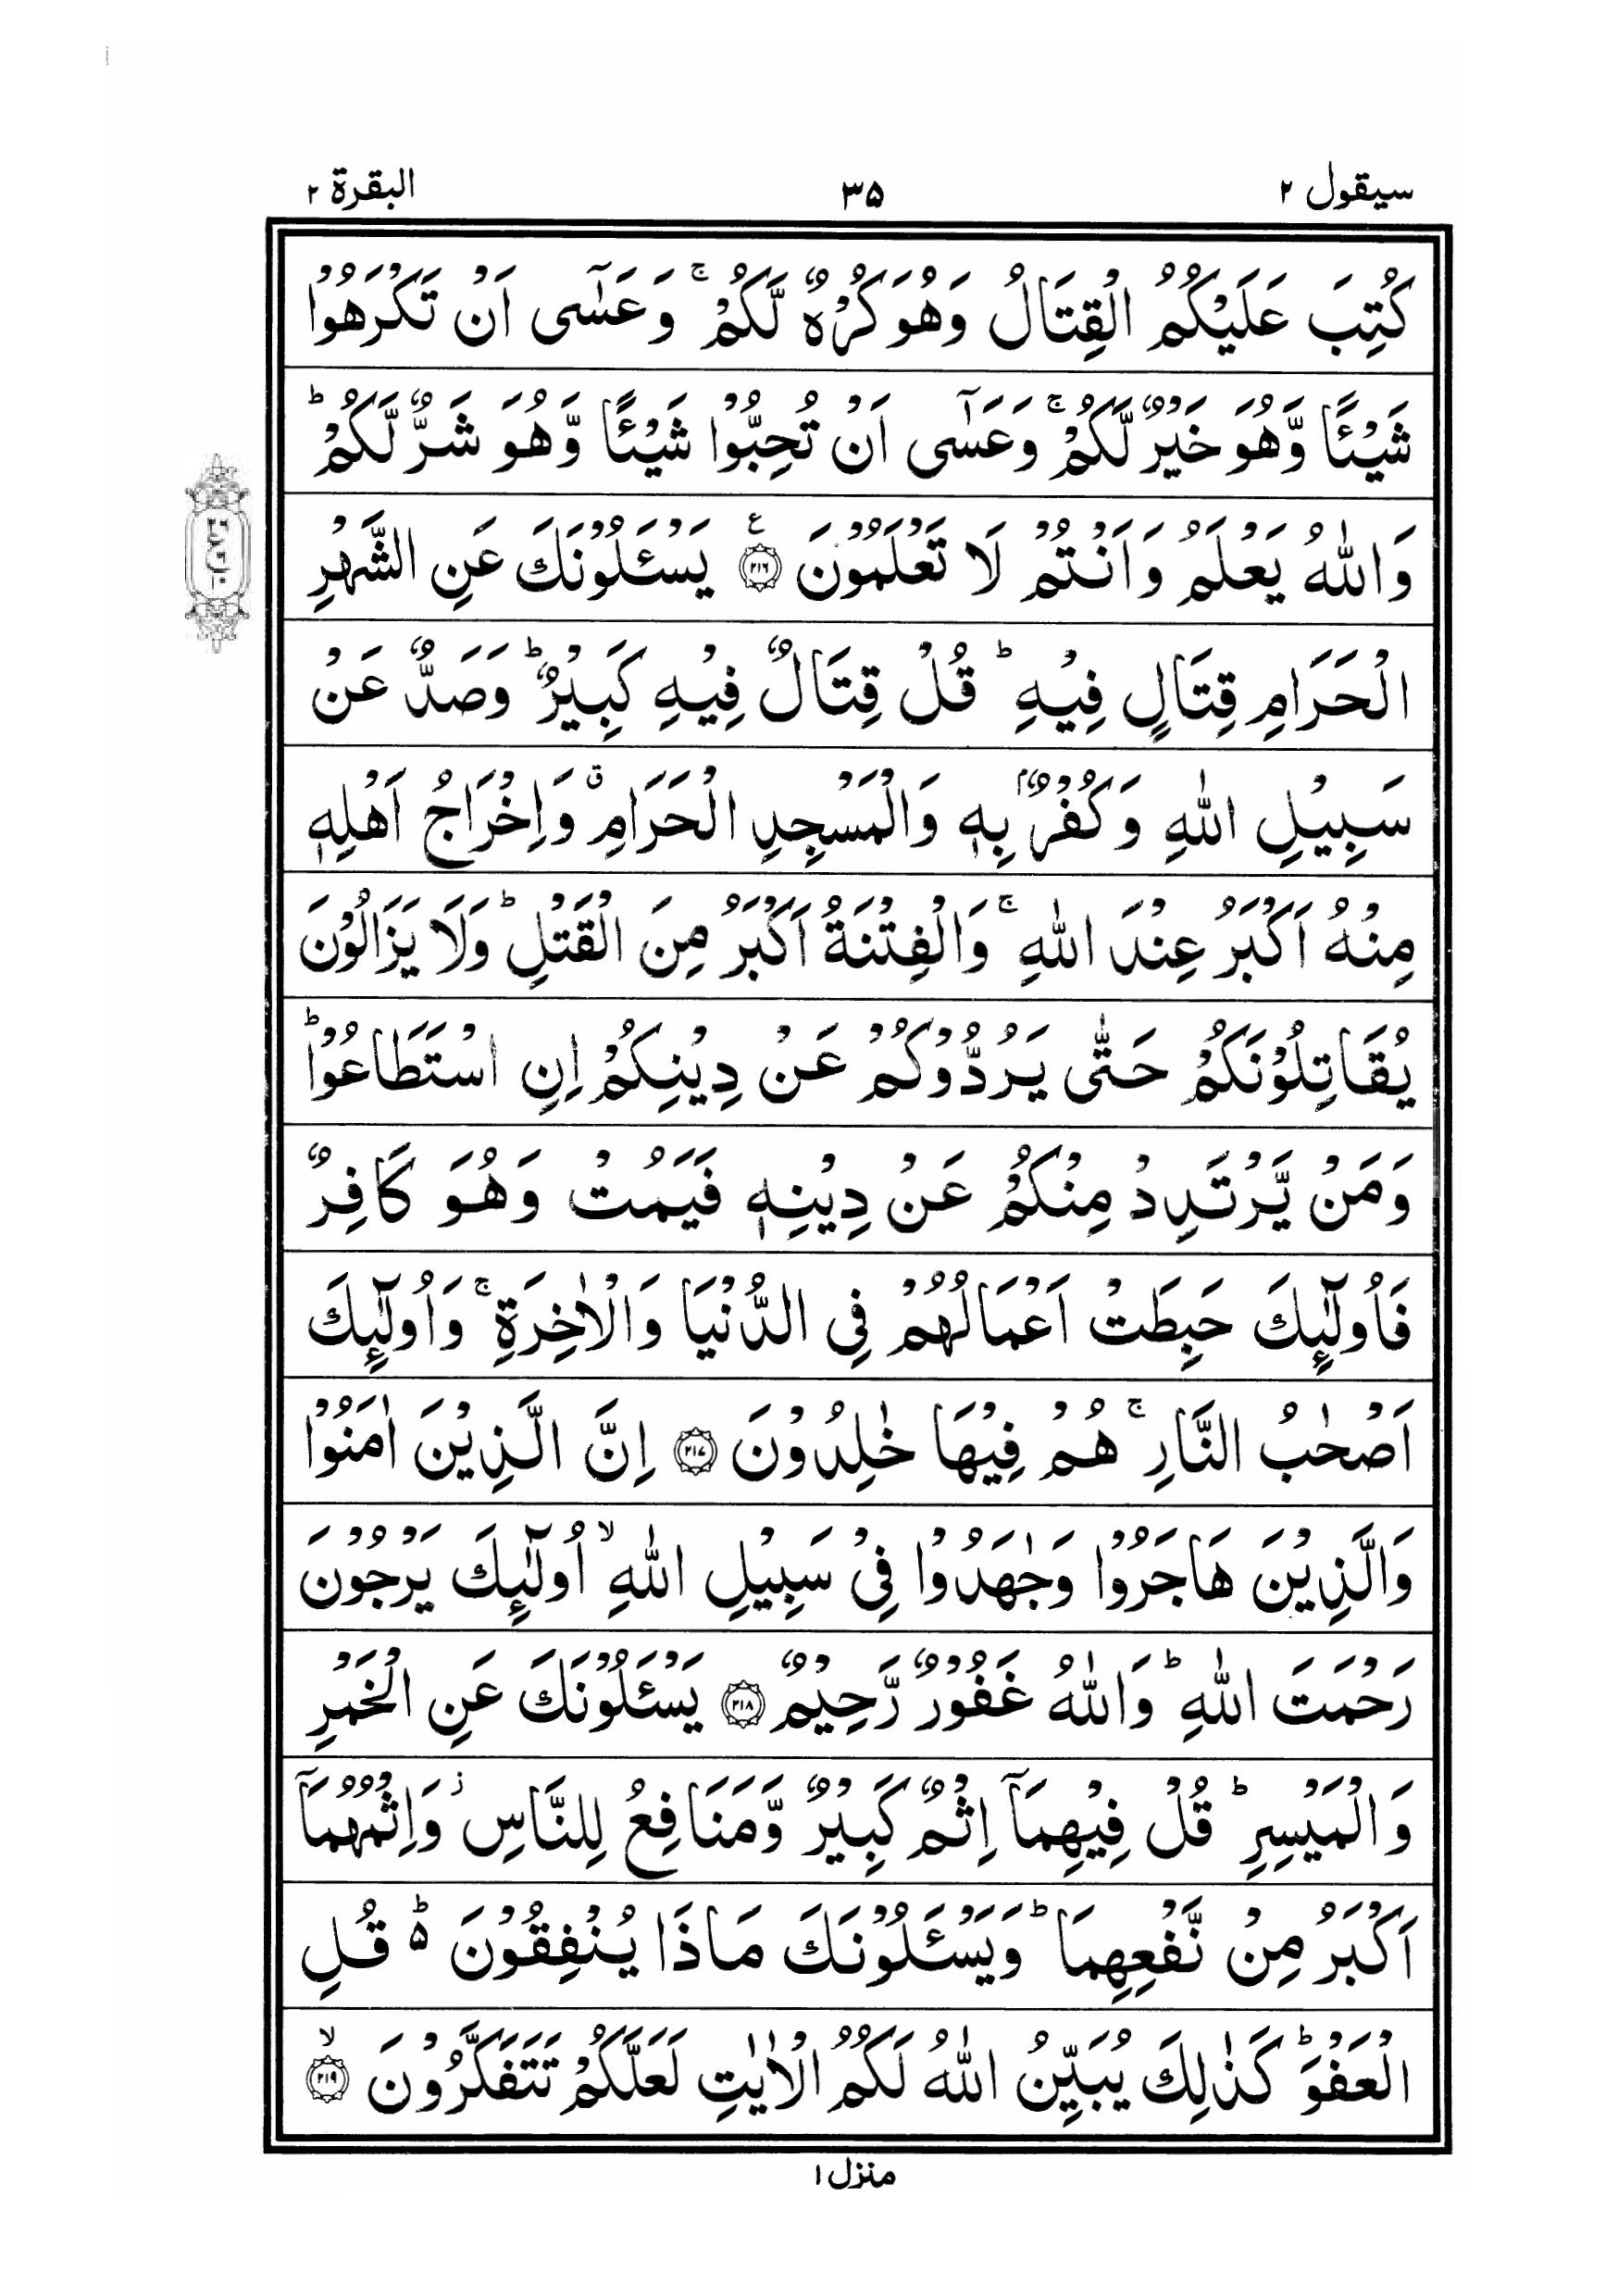 سيقول ٢
٣٥
البقرة ٢
كُتِبَ عَلَيْكُمُ الْقِتَالُ وَهُوَ كُرْهٌ لَّكُمْ ۚ وَعَسٰٓى اَنْ تَكْرَهُوْا
شَيْـًٔا وَّهُوَ خَيْرٌ لَّكُمْ ۚ وَعَسٰٓى اَنْ تُحِبُّوْا شَيْـًٔا وَّهُوَ شَرٌّ لَّكُمْ ؕ
وَاللّٰهُ يَعْلَمُ وَاَنْتُمْ لَا تَعْلَمُوْنَ ۧ ﴿٢١٦﴾ يَسْـَٔلُوْنَكَ عَنِ الشَّهْرِ
الْحَرَامِ قِتَالٍ فِيْهِ ؕ قُلْ قِتَالٌ فِيْهِ كَبِيْرٌ ؕ وَصَدٌّ عَنْ
سَبِيْلِ اللّٰهِ وَكُفْرٌۢ بِهٖ وَالْمَسْجِدِ الْحَرَامِ ۗ وَاِخْرَاجُ اَهْلِهٖ
مِنْهُ اَكْبَرُ عِنْدَ اللّٰهِ ۚ وَالْفِتْنَةُ اَكْبَرُ مِنَ الْقَتْلِ ؕ وَلَا يَزَالُوْنَ
يُقَاتِلُوْنَكُمْ حَتّٰى يَرُدُّوْكُمْ عَنْ دِيْنِكُمْ اِنِ اسْتَطَاعُوْا ؕ
وَمَنْ يَّرْتَدِدْ مِنْكُمْ عَنْ دِيْنِهٖ فَيَمُتْ وَهُوَ كَافِرٌ
فَاُولٰٓئِكَ حَبِطَتْ اَعْمَالُهُمْ فِى الدُّنْيَا وَالْاٰخِرَةِ ۚ وَاُولٰٓئِكَ
اَصْحٰبُ النَّارِ ۚ هُمْ فِيْهَا خٰلِدُوْنَ ﴿٢١٧﴾ اِنَّ الَّذِيْنَ اٰمَنُوْا
وَالَّذِيْنَ هَاجَرُوْا وَجٰهَدُوْا فِىْ سَبِيْلِ اللّٰهِ ۙ اُولٰٓئِكَ يَرْجُوْنَ
رَحْمَتَ اللّٰهِ ؕ وَاللّٰهُ غَفُوْرٌ رَّحِيْمٌ ﴿٢١٨﴾ يَسْـَٔلُوْنَكَ عَنِ الْخَمْرِ
وَالْمَيْسِرِ ؕ قُلْ فِيْهِمَآ اِثْمٌ كَبِيْرٌ وَّمَنَافِعُ لِلنَّاسِ ؗ وَاِثْمُهُمَآ
اَكْبَرُ مِنْ نَّفْعِهِمَا ؕ وَيَسْـَٔلُوْنَكَ مَاذَا يُنْفِقُوْنَ ۵ؕ قُلِ
الْعَفْوَ ؕ كَذٰلِكَ يُبَيِّنُ اللّٰهُ لَكُمُ الْاٰيٰتِ لَعَلَّكُمْ تَتَفَكَّرُوْنَ ۙ ﴿٢١٩﴾
منزل ١